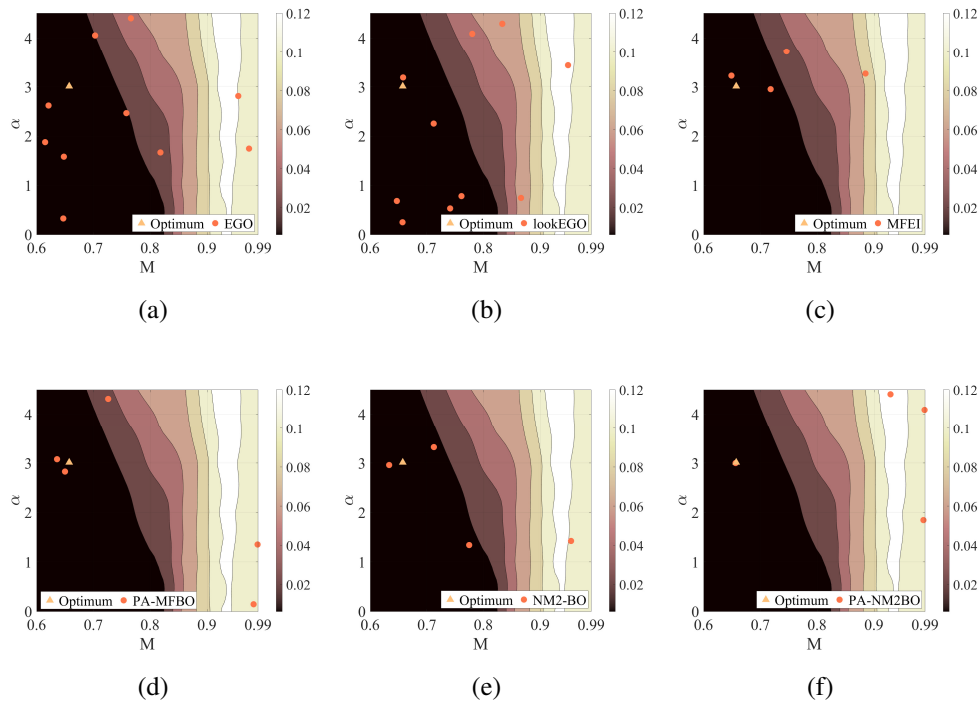 0.12
0.1
0.08
0.06
0.04
0.02
4
3
2
1
0
α
0.6 0.7 0.8 0.9 0.99
M
Optimum EGO
(a)
0.12
0.1
0.08
0.06
0.04
0.02
4
3
2
1
0
α
0.6 0.7 0.8 0.9 0.99
M
Optimum lookEGO
(b)
0.12
0.1
0.08
0.06
0.04
0.02
4
3
2
1
0
α
0.6 0.7 0.8 0.9 0.99
M
Optimum MFEI
(c)
0.12
0.1
0.08
0.06
0.04
0.02
4
3
2
1
0
α
0.6 0.7 0.8 0.9 0.99
M
Optimum PA-MFBO
(d)
0.12
0.1
0.08
0.06
0.04
0.02
4
3
2
1
0
α
0.6 0.7 0.8 0.9 0.99
M
Optimum NM2-BO
(e)
0.12
0.1
0.08
0.06
0.04
0.02
4
3
2
1
0
α
0.6 0.7 0.8 0.9 0.99
M
Optimum PA-NM2BO
(f)